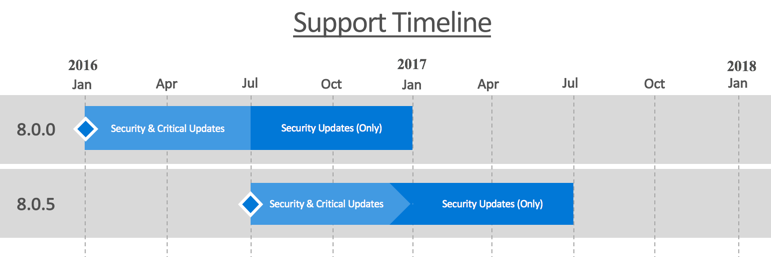 Support Timeline
2016 2017 2018
Jan Apr Jul Oct Jan Apr Jul Oct Jan
8.0.0 Security & Critical Updates Security Updates (Only)
8.0.5 Security & Critical Updates Security Updates (Only)